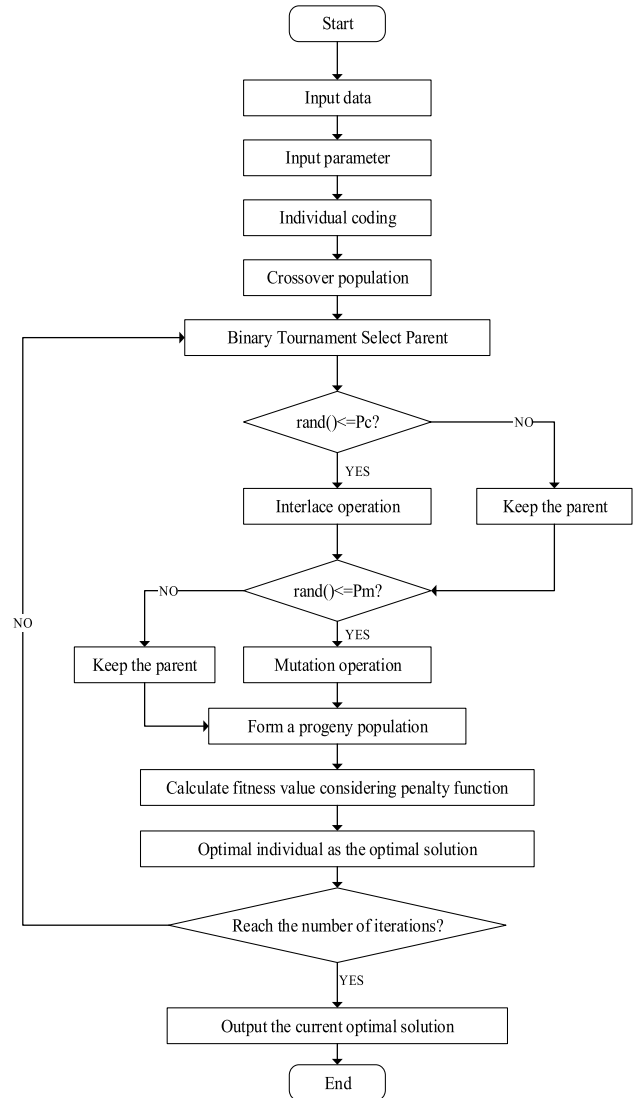 Start
Input data
Input parameter
Individual coding
Crossover population
Binary Tournament Select Parent
rand()<=Pc?
NO
YES
Interlace operation
Keep the parent
rand()<=Pm?
NO
YES
NO
Keep the parent
Mutation operation
Form a progeny population
Calculate fitness value considering penalty function
Optimal individual as the optimal solution
Reach the number of iterations?
YES
Output the current optimal solution
End